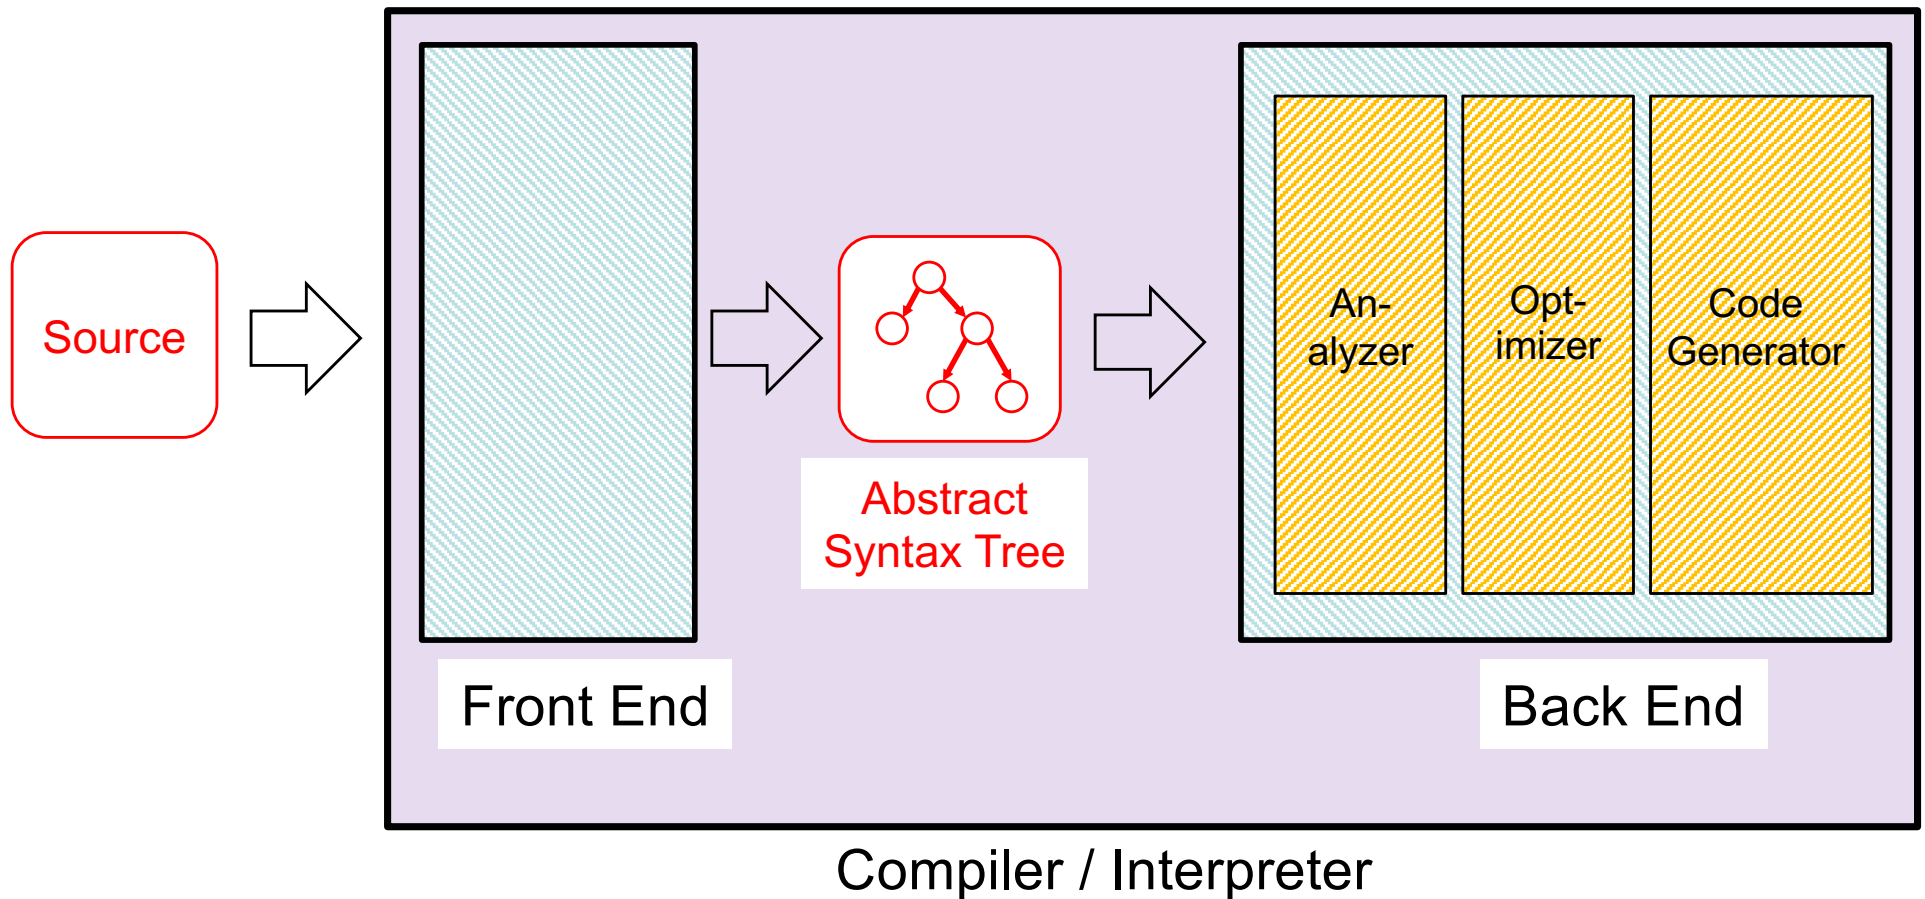 Source
Abstract
Syntax Tree
An-
alyzer
Opt-
imizer
Code
Generator
Front End
Back End
Compiler / Interpreter